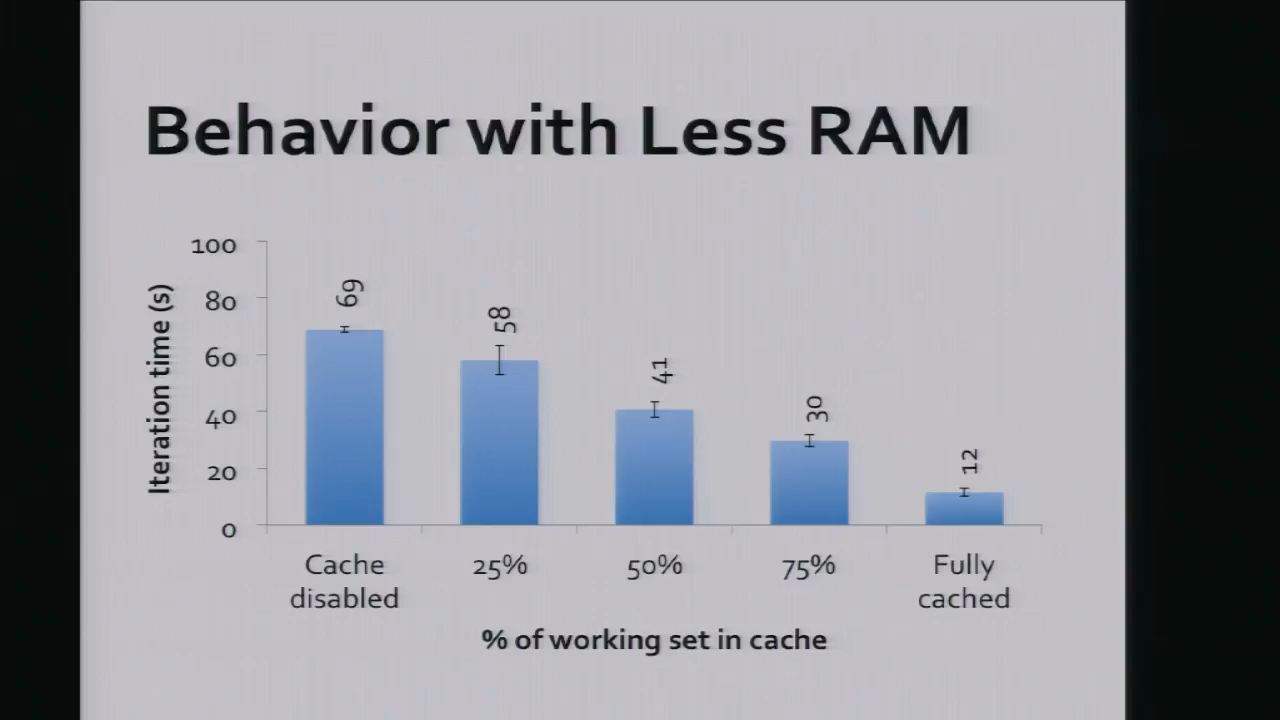 Behavior with Less RAM
100
80
60
40
20
0
Iteration time (s)
69
58
41
30
12
Cache disabled
25%
50%
75%
Fully cached
% of working set in cache